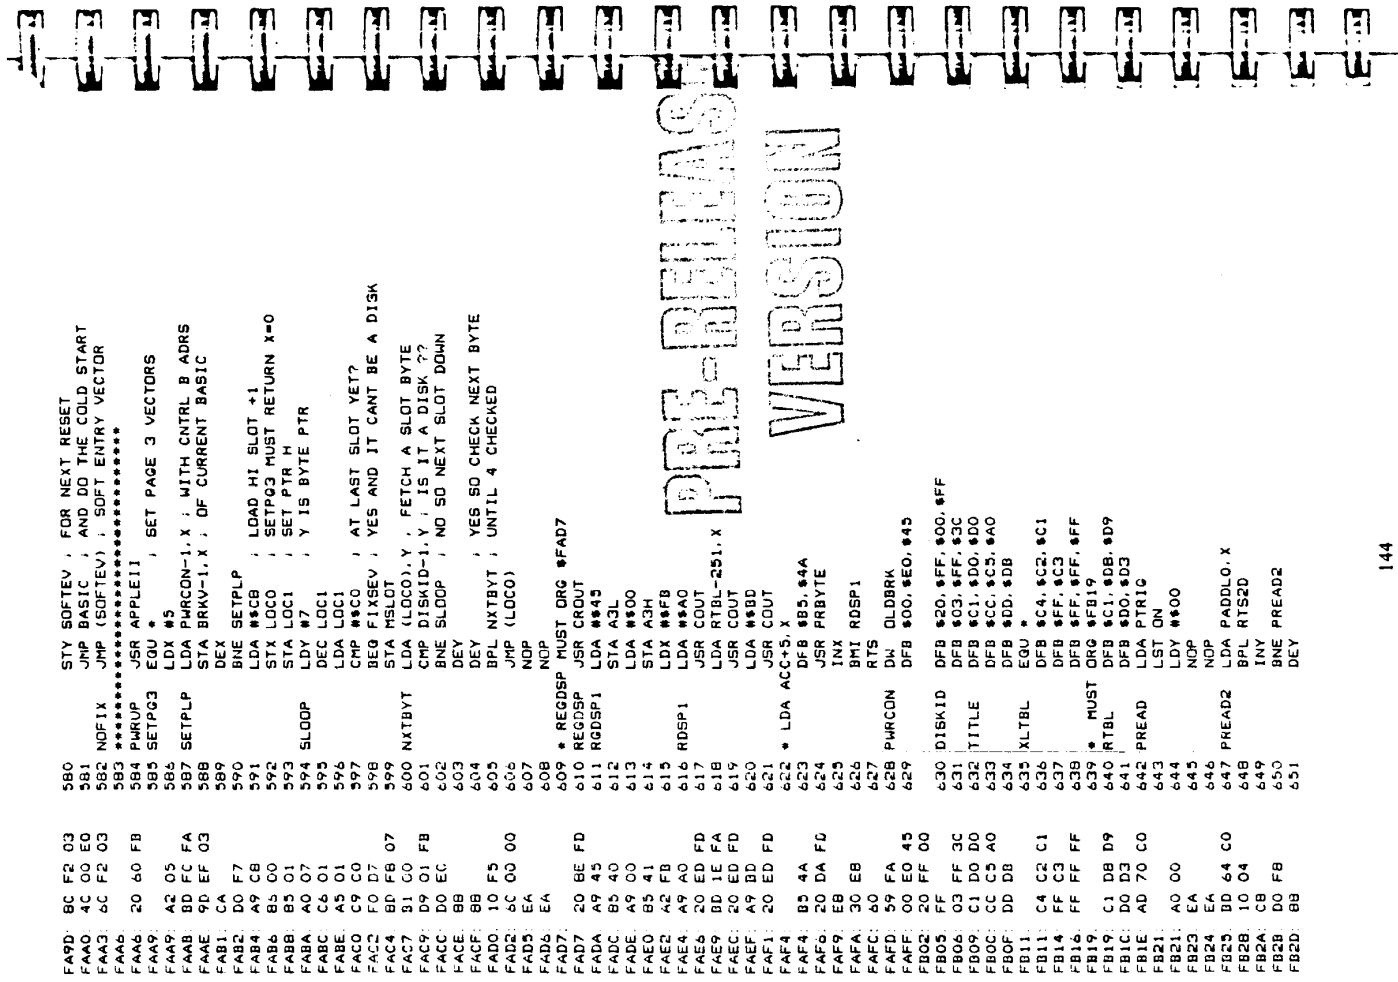 FA9D: 8C F2 03 580 STY SOFTEV ; FOR NEXT RESET
FAA0: 4C 00 E0 581 JMP BASIC ; AND DO THE COLD START
FAA3: 6C F2 03 582 NOFIX JMP (SOFTEV) ; SOFT ENTRY VECTOR
FAA6: 583 ******************************
FAA6: 20 60 FB 584 PWRUP JSR APPLEII
FAA9: 585 SETPG3 EQU * ; SET PAGE 3 VECTORS
FAA9: A2 05 586 LDX #5
FAAB: BD FC FA 587 SETPLP LDA PWRCON-1,X ; WITH CNTRL B ADRS
FAAE: 9D EF 03 588 STA BRKV-1,X ; OF CURRENT BASIC
FAB1: CA 589 DEX
FAB2: D0 F7 590 BNE SETPLP
FAB4: A9 C8 591 LDA #$C8 ; LOAD HI SLOT +1
FAB6: 86 00 592 STX LOC0 ; SETPG3 MUST RETURN X=0
FAB8: 85 01 593 STA LOC1 ; SET PTR H
FABA: A0 07 594 SLOOP LDY #7 ; Y IS BYTE PTR
FABC: C6 01 595 DEC LOC1
FABE: A5 01 596 LDA LOC1
FAC0: C9 C0 597 CMP #$C0 ; AT LAST SLOT YET?
FAC2: F0 D7 598 BEQ FIXSEV ; YES AND IT CANT BE A DISK
FAC4: 8D F8 07 599 STA MSLOT
FAC7: B1 00 600 NXTBYT LDA (LOC0),Y ; FETCH A SLOT BYTE
FAC9: D9 01 FB 601 CMP DISKID-1,Y ; IS IT A DISK ??
FACC: D0 EC 602 BNE SLOOP ; NO SO NEXT SLOT DOWN
FACE: 88 603 DEY
FACF: 88 604 DEY ; YES SO CHECK NEXT BYTE
FAD0: 10 F5 605 BPL NXTBYT ; UNTIL 4 CHECKED
FAD2: 6C 00 00 606 JMP (LOC0)
FAD5: EA 607 NOP
FAD6: EA 608 NOP
FAD7: 609 * REGDSP MUST ORG $FAD7
FAD7: 20 8E FD 610 REGDSP JSR CROUT
FADA: A9 45 611 RGDSP1 LDA #$45
FADC: 85 40 612 STA A3L
FADE: A9 00 613 LDA #$00
FAE0: 85 41 614 STA A3H
FAE2: A2 FB 615 LDX #$FB
FAE4: A9 A0 616 RDSP1 LDA #$A0
FAE6: 20 ED FD 617 JSR COUT
FAE9: BD 1E FA 618 LDA RTBL-251,X
FAEC: 20 ED FD 619 JSR COUT
FAEF: A9 BD 620 LDA #$BD
FAF1: 20 ED FD 621 JSR COUT
FAF4: 622 * LDA ACC+5,X
FAF4: B5 4A 623 DFB $B5,$4A
FAF6: 20 DA FD 624 JSR PRBYTE
FAF9: E8 625 INX
FAFA: 30 E8 626 BMI RDSP1
FAFC: 60 627 RTS
FAFD: 59 FA 628 PWRCON DW OLDBRK
FAFF: 00 E0 45 629 DFB $00,$E0,$45
FB02: 20 FF 00
FB05: FF 630 DISKID DFB $20,$FF,$00,$FF
FB06: 03 FF 3C 631 DFB $03,$FF,$3C
FB09: C1 D0 D0 632 TITLE DFB $C1,$D0,$D0
FB0C: CC C5 A0 633 DFB $CC,$C5,$A0
FB0F: DD DB 634 DFB $DD,$DB
FB11: 635 XLTBL EQU *
FB11: C4 C2 C1 636 DFB $C4,$C2,$C1
FB14: FF C3 637 DFB $FF,$C3
FB16: FF FF FF 638 DFB $FF,$FF,$FF
FB19: 639 * MUST ORG $FB19
FB19: C1 D8 D9 640 RTBL DFB $C1,$D8,$D9
FB1C: D0 D3 641 DFB $D0,$D3
FB1E: AD 70 C0 642 PREAD LDA PTRIG
FB21: 643 LST ON
FB21: A0 00 644 LDY #$00
FB23: EA 645 NOP
FB24: EA 646 NOP
FB25: BD 64 C0 647 PREAD2 LDA PADDL0,X
FB28: 10 04 648 BPL RTS2D
FB2A: C8 649 INY
FB2B: D0 F8 650 BNE PREAD2
FB2D: 88 651 DEY
PRE-RELEASE
VERSION
144